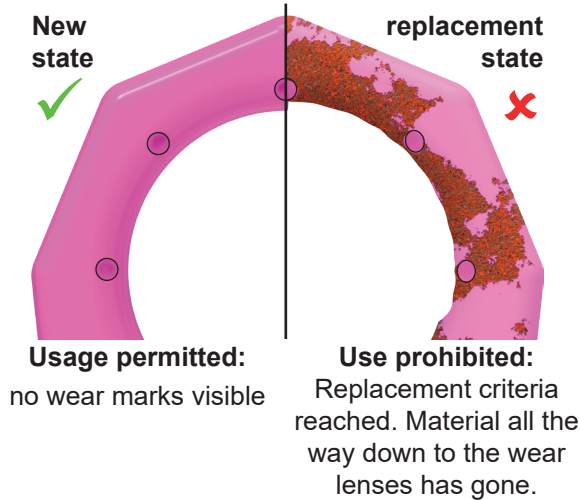 New
state
replacement
state
Usage permitted:
no wear marks visible
Use prohibited:
Replacement criteria
reached. Material all the
way down to the wear
lenses has gone.